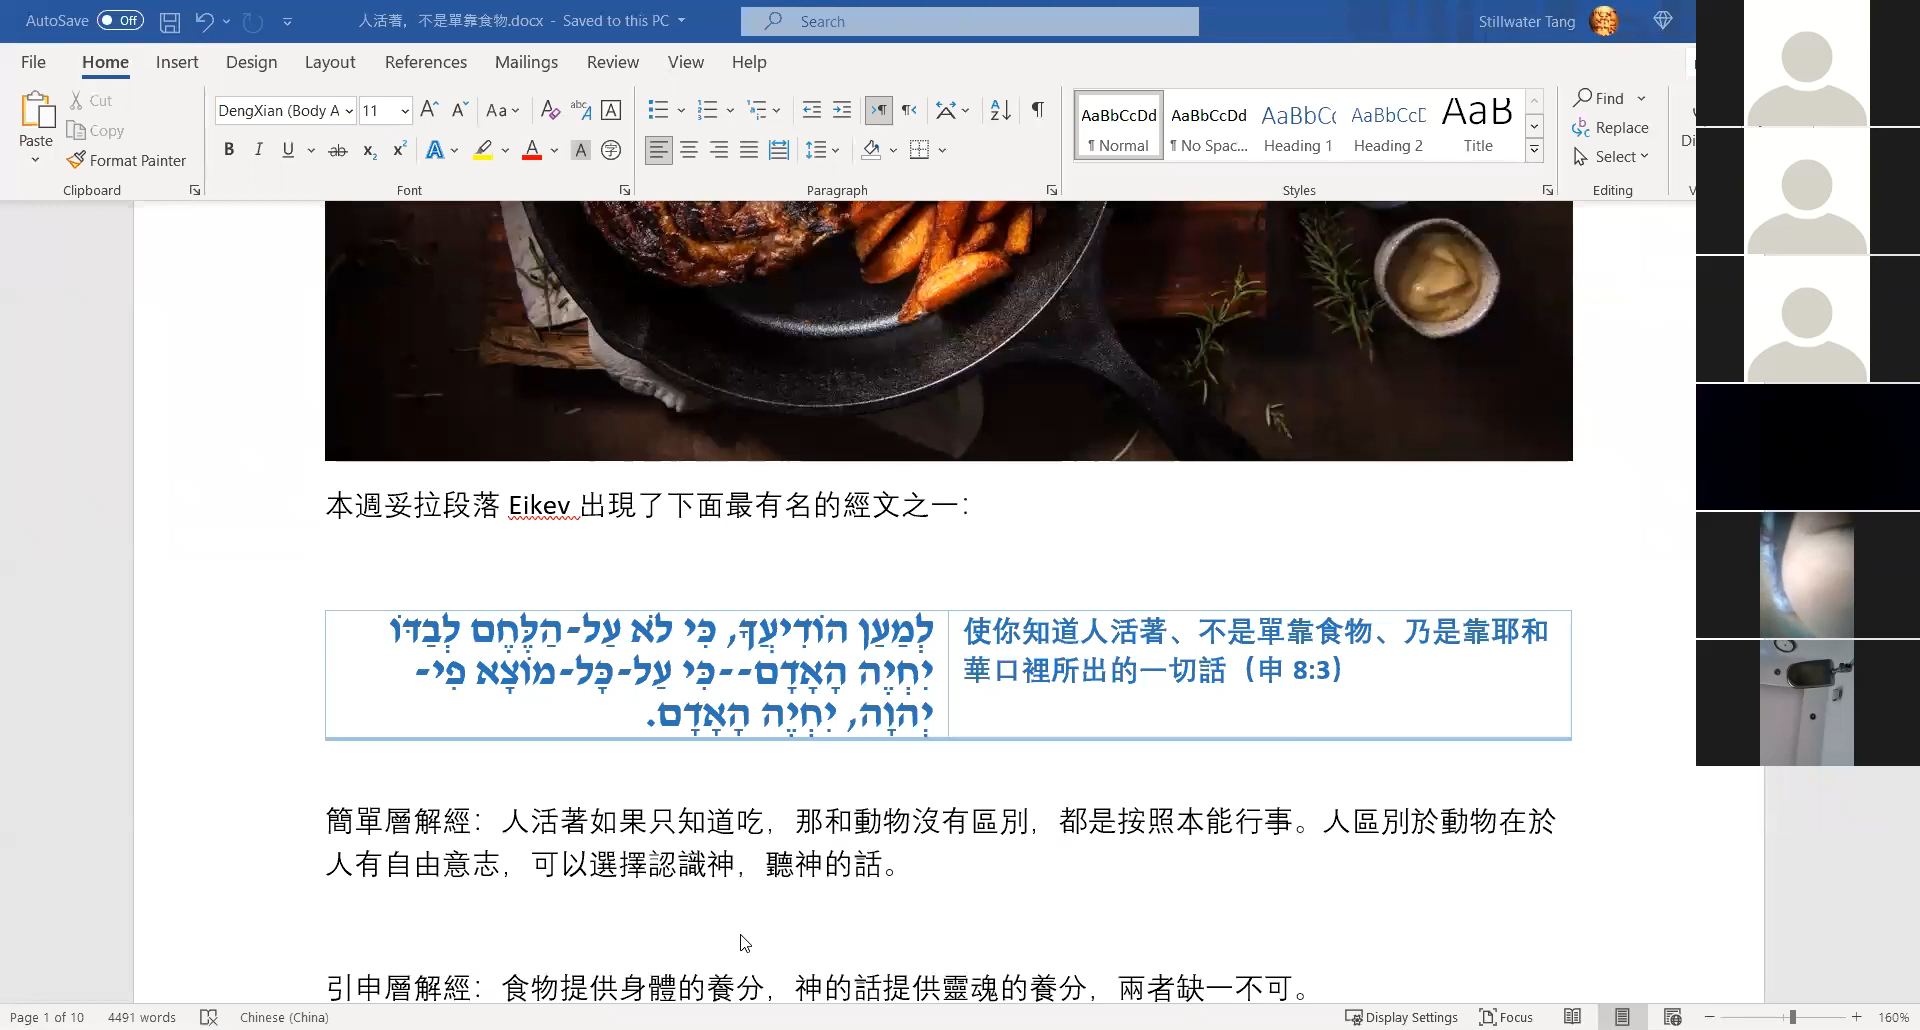 AutoSave Off 人活著，不是單靠食物.docx - Saved to this PC Search Stillwater Tang
File Home Insert Design Layout References Mailings Review View Help
Paste Cut Copy Format Painter
DengXian (Body A 11
AaBbCcDd AaBbCcDd AaBbCc AaBbCcD AaB
¶ Normal ¶ No Spac... Heading 1 Heading 2 Title
Find Replace Select
Clipboard Font Paragraph Styles Editing
本週妥拉段落 Eikev 出現了下面最有名的經文之一：
לְמַעַן הוֹדִיעֲךָ, כִּי לֹא עַל-הַלֶּחֶם לְבַדּוֹ
יִחְיֶה הָאָדָם--כִּי עַל-כָּל-מוֹצָא פִי-
יְהוָה, יִחְיֶה הָאָדָם.
使你知道人活著、不是單靠食物、乃是靠耶和
華口裡所出的一切話（申 8:3）
簡單層解經：人活著如果只知道吃，那和動物沒有區別，都是按照本能行事。人區別於動物在於
人有自由意志，可以選擇認識神，聽神的話。
引申層解經：食物提供身體的養分，神的話提供靈魂的養分，兩者缺一不可。
Page 1 of 10 4491 words Chinese (China) Display Settings Focus 160%